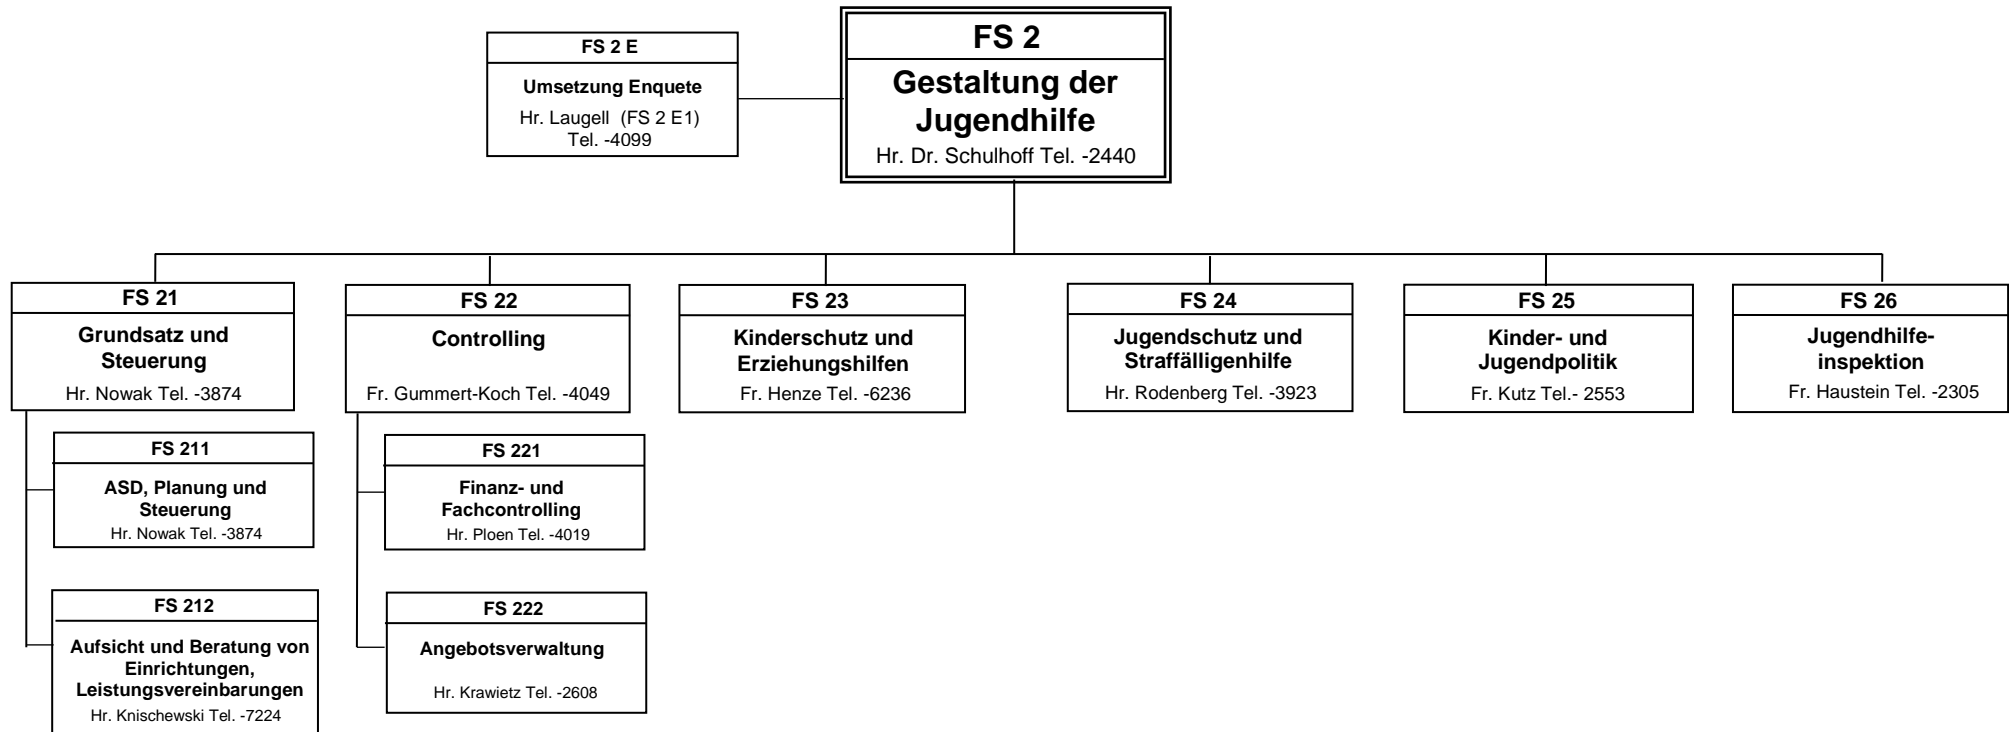 FS 2 E
Umsetzung Enquete
Hr. Laugell  (FS 2 E1)
Tel. -4099
FS 2
Gestaltung der
Jugendhilfe
Hr. Dr. Schulhoff Tel. -2440
FS 21
Grundsatz und
Steuerung
Hr. Nowak Tel. -3874
FS 22
Controlling
Fr. Gummert-Koch Tel. -4049
FS 23
Kinderschutz und
Erziehungshilfen
Fr. Henze Tel. -6236
FS 24
Jugendschutz und
Straffälligenhilfe
Hr. Rodenberg Tel. -3923
FS 25
Kinder- und
Jugendpolitik
Fr. Kutz Tel.- 2553
FS 26
Jugendhilfe-
inspektion
Fr. Haustein Tel. -2305
FS 211
ASD, Planung und
Steuerung
Hr. Nowak Tel. -3874
FS 221
Finanz- und
Fachcontrolling
Hr. Ploen Tel. -4019
FS 212
Aufsicht und Beratung von
Einrichtungen,
Leistungsvereinbarungen
Hr. Knischewski Tel. -7224
FS 222
Angebotsverwaltung
Hr. Krawietz Tel. -2608